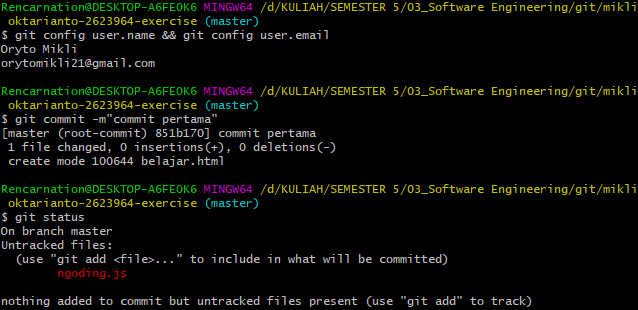 Rencarnation@DESKTOP-A6FEOK6 MINGW64 /d/KULIAH/SEMESTER 5/03_Software Engineering/git/mikli
oktarianto-2623964-exercise (master)
$ git config user.name && git config user.email
Oryto Mikli
orytomikli21@gmail.com
Rencarnation@DESKTOP-A6FEOK6 MINGW64 /d/KULIAH/SEMESTER 5/03_Software Engineering/git/mikli
oktarianto-2623964-exercise (master)
$ git commit -m"commit pertama"
[master (root-commit) 851b170] commit pertama
1 file changed, 0 insertions(+), 0 deletions(-)
create mode 100644 belajar.html
Rencarnation@DESKTOP-A6FEOK6 MINGW64 /d/KULIAH/SEMESTER 5/03_Software Engineering/git/mikli
oktarianto-2623964-exercise (master)
$ git status
On branch master
Untracked files:
(use "git add <file>..." to include in what will be committed)
ngoding.js
nothing added to commit but untracked files present (use "git add" to track)